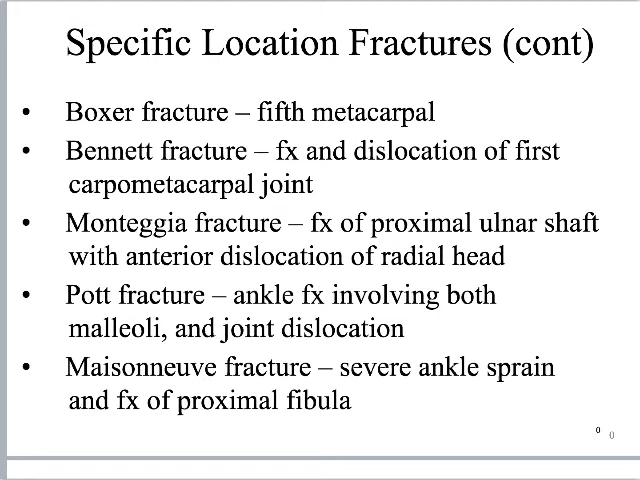 Specific Location Fractures (cont)
• Boxer fracture – fifth metacarpal
• Bennett fracture – fx and dislocation of first
carpometacarpal joint
• Monteggia fracture – fx of proximal ulnar shaft
with anterior dislocation of radial head
• Pott fracture – ankle fx involving both
malleoli, and joint dislocation
• Maisonneuve fracture – severe ankle sprain
and fx of proximal fibula
0 0